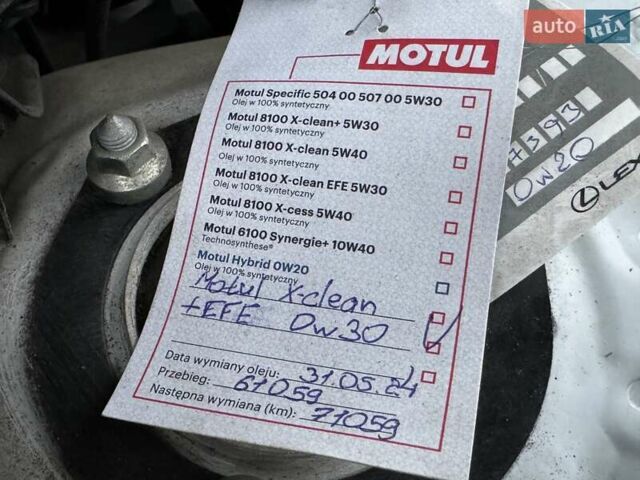 auto RIA
MOTUL
Motul Specific 504 00 507 00 5W30
Olej w 100% syntetyczny
Motul 8100 X-clean+ 5W30
Olej w 100% syntetyczny
Motul 8100 X-clean 5W40
Olej w 100% syntetyczny
Motul 8100 X-clean EFE 5W30
Olej w 100% syntetyczny
Motul 8100 X-cess 5W40
Olej w 100% syntetyczny
Motul 6100 Synergie+ 10W40
Technosynthese®
Motul Hybrid 0W20
Olej w 100% syntetyczny
Motul X-clean
+EFE 0w30
Data wymiany oleju: 31.05.24
Przebieg: 61059
Następna wymiana (km): 71059
7393
0w20
LEX